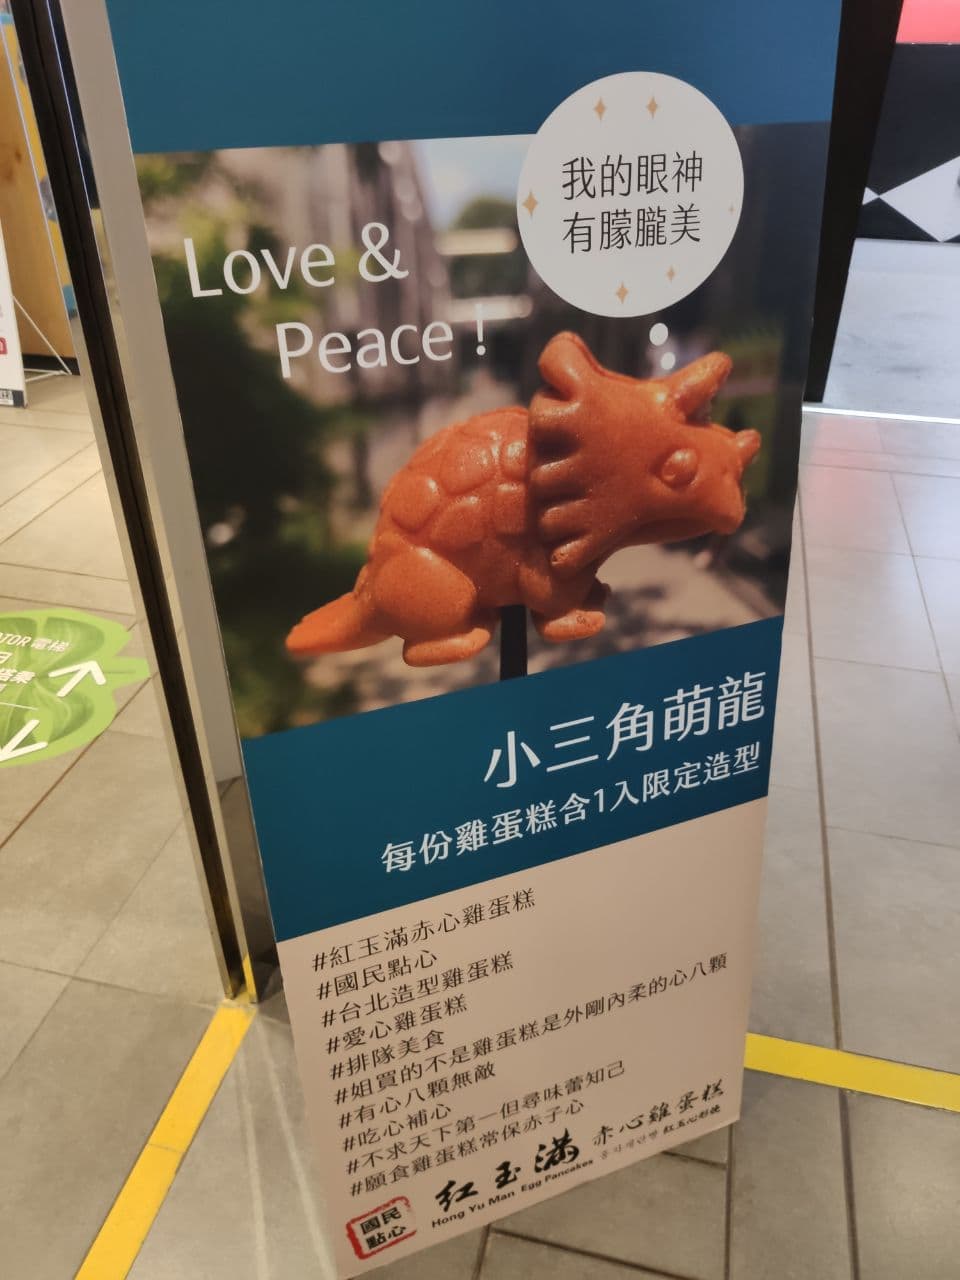 我的眼神
有朦朧美
Love &
Peace !
小三角萌龍
每份雞蛋糕含1入限定造型
#紅玉滿赤心雞蛋糕
#國民點心
#台北造型雞蛋糕
#愛心雞蛋糕
#排隊美食
#姐買的不是雞蛋糕是外剛內柔的心八顆
#有心八顆無敵
#吃心補心
#不求天下第一但尋味蕾知己
#願食雞蛋糕常保赤子心
國民
點心
紅玉滿
Hong Yu Man Egg Pancakes
赤心雞蛋糕
電梯